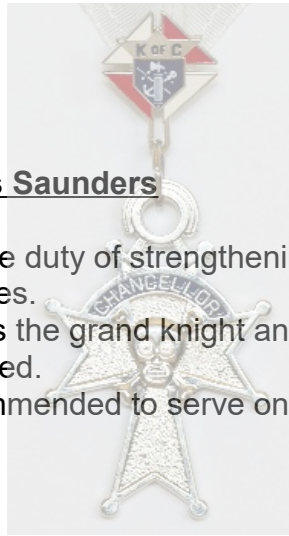 K OF C
s Saunders
e duty of strengtheni
es.
CHANCELLOR
s the grand knight an
ed.
mmended to serve on